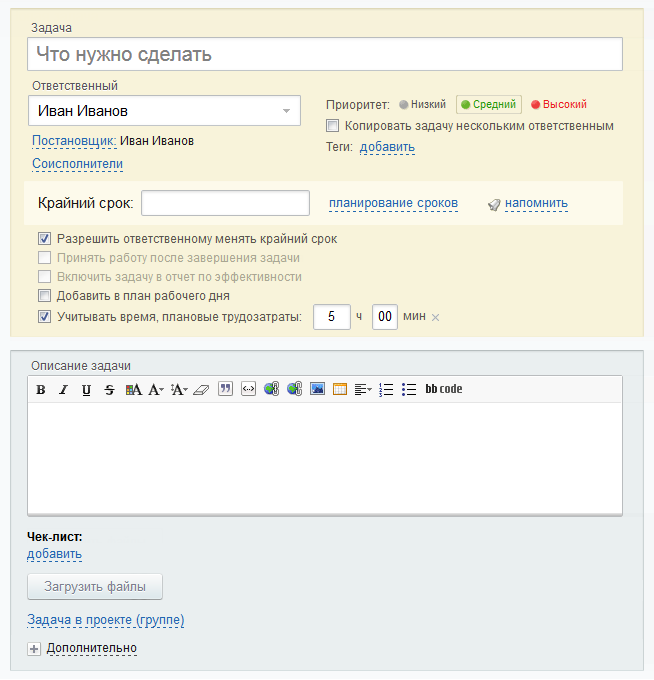 Задача
Что нужно сделать
Ответственный
Иван Иванов
Приоритет: Низкий Средний Высокий
Копировать задачу нескольким ответственным
Постановщик: Иван Иванов
Теги: добавить
Соисполнители
Крайний срок: планирование сроков напомнить
Разрешить ответственному менять крайний срок
Принять работу после завершения задачи
Включить задачу в отчет по эффективности
Добавить в план рабочего дня
Учитывать время, плановые трудозатраты: 5 ч 00 мин
Описание задачи
B I U S A A A bb code
Чек-лист:
добавить
Загрузить файлы
Задача в проекте (группе)
Дополнительно